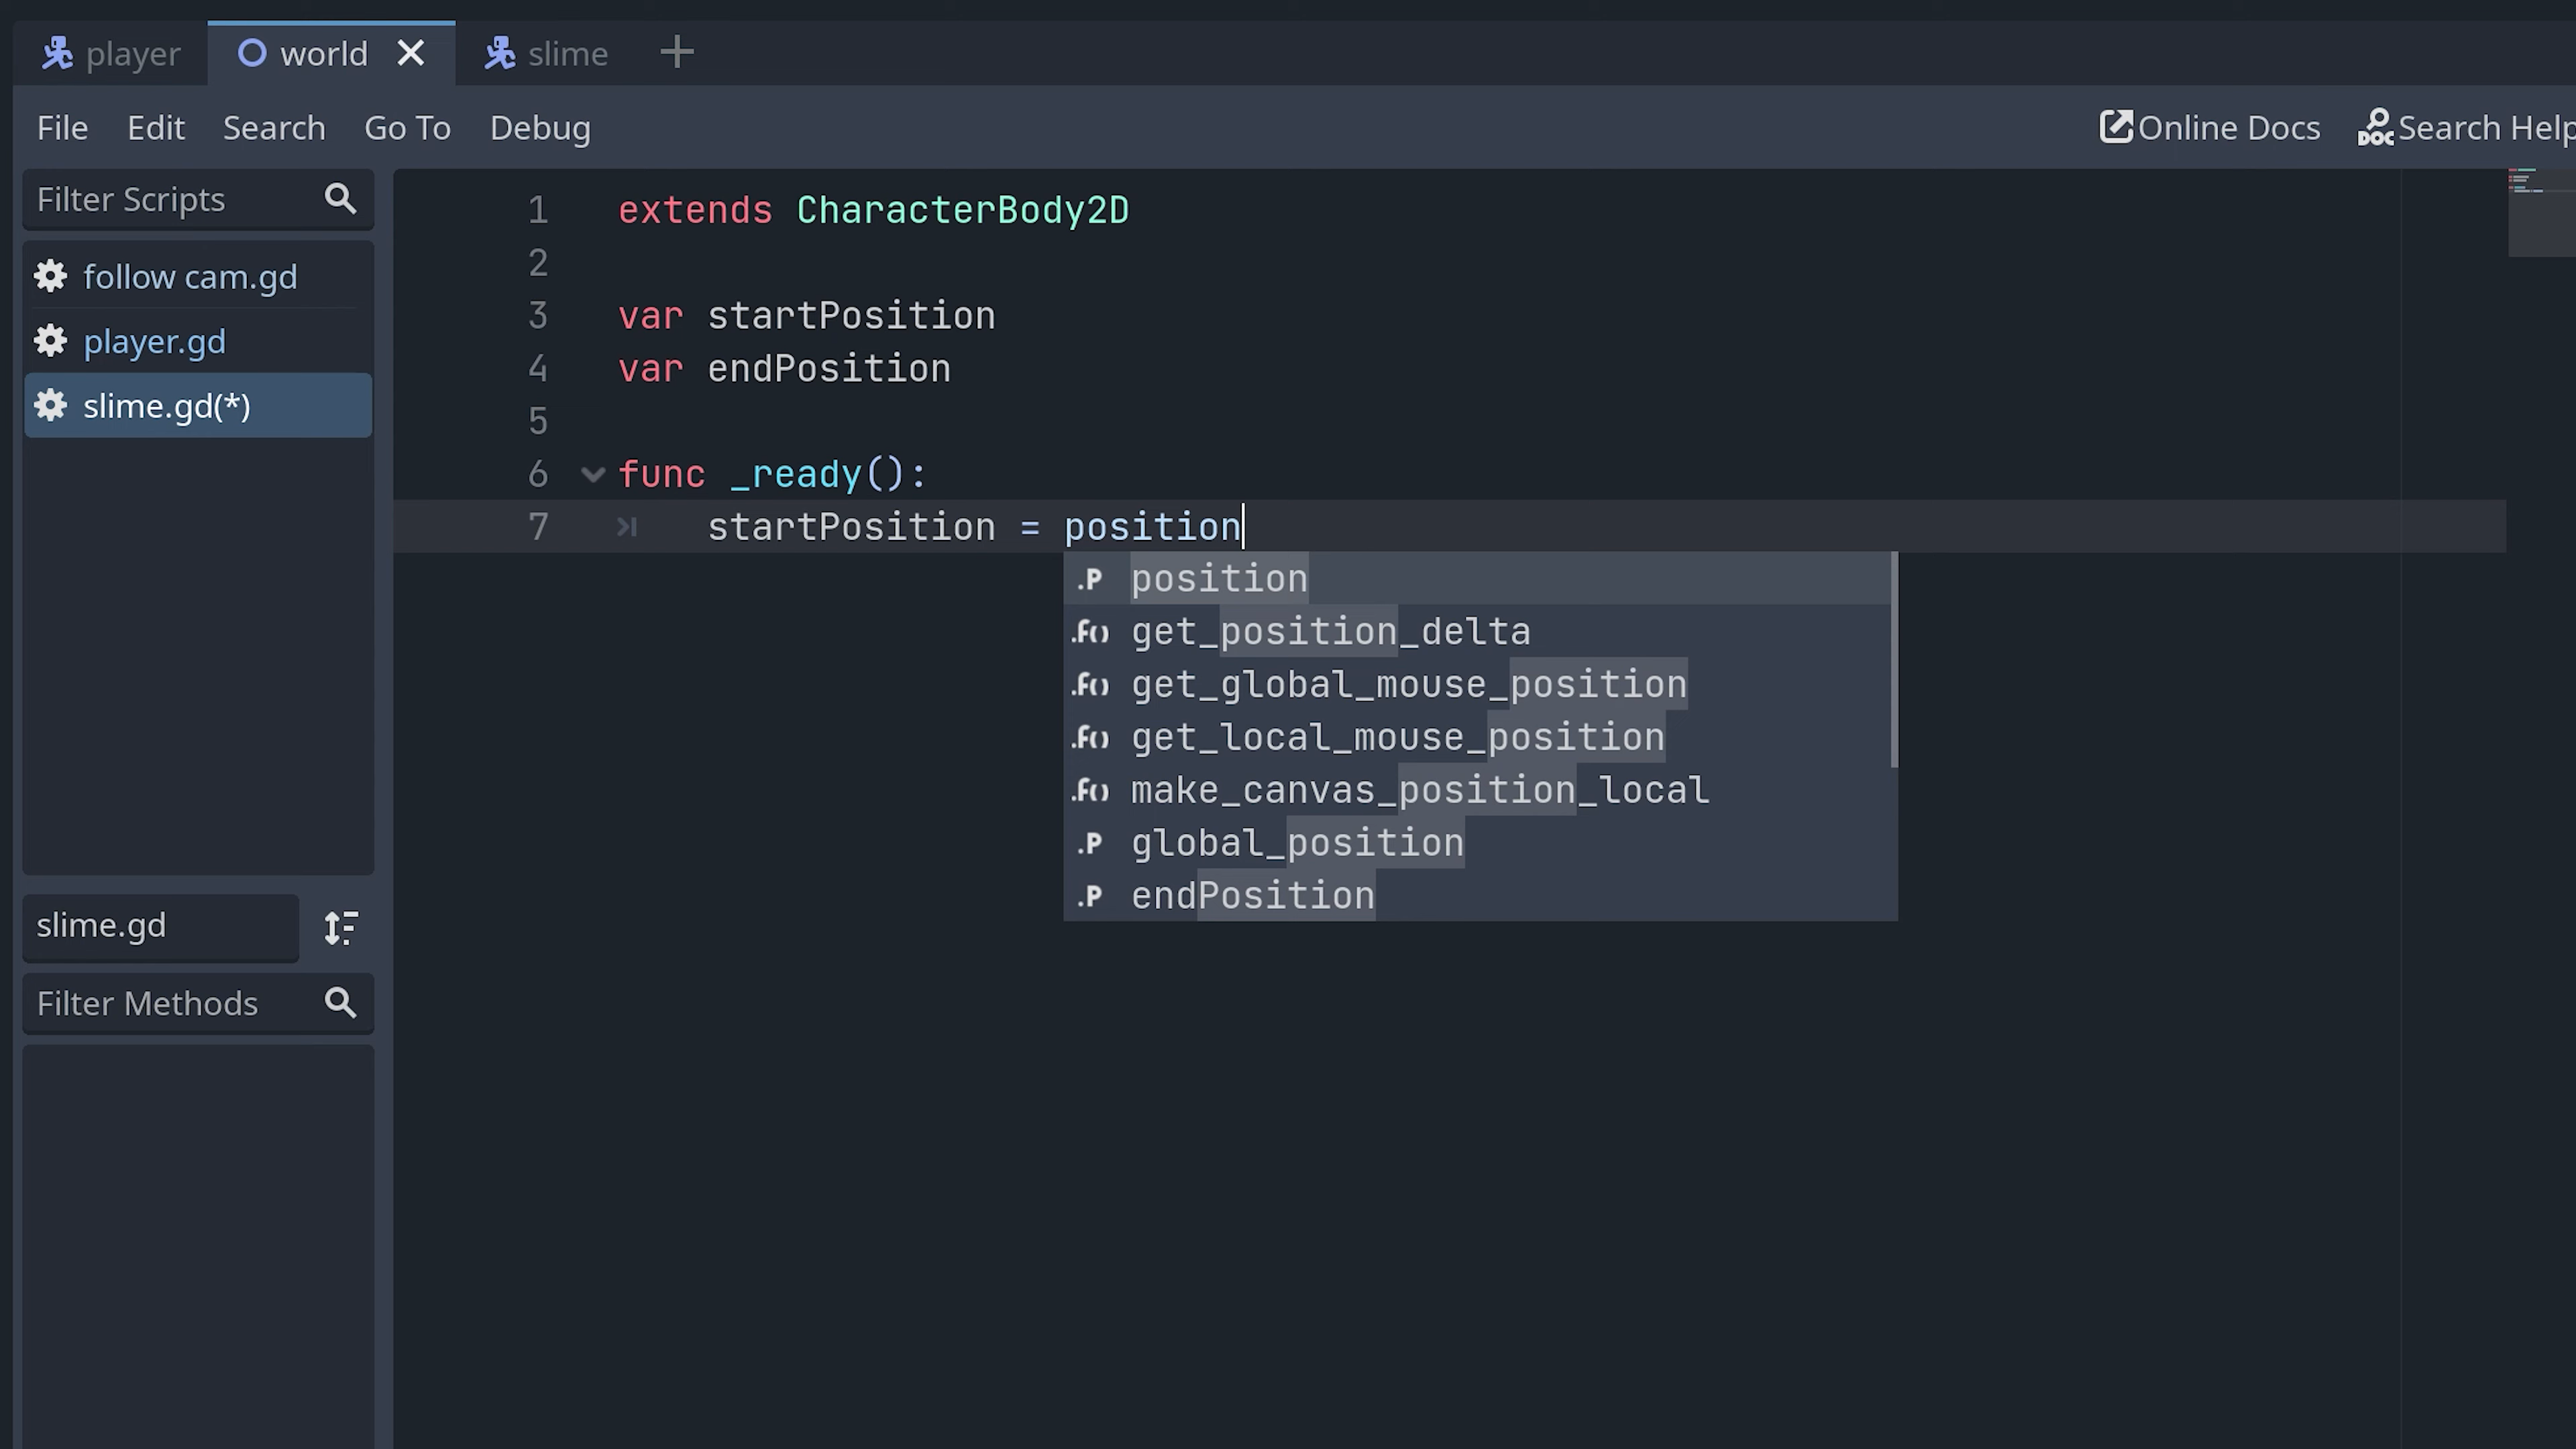 player world slime
File Edit Search Go To Debug Online Docs Search Help
Filter Scripts
follow cam.gd
player.gd
slime.gd(*)
slime.gd
Filter Methods
1 extends CharacterBody2D
2
3 var startPosition
4 var endPosition
5
6 func _ready():
7 startPosition = position
.P position
.f() get_position_delta
.f() get_global_mouse_position
.f() get_local_mouse_position
.f() make_canvas_position_local
.P global_position
.P endPosition